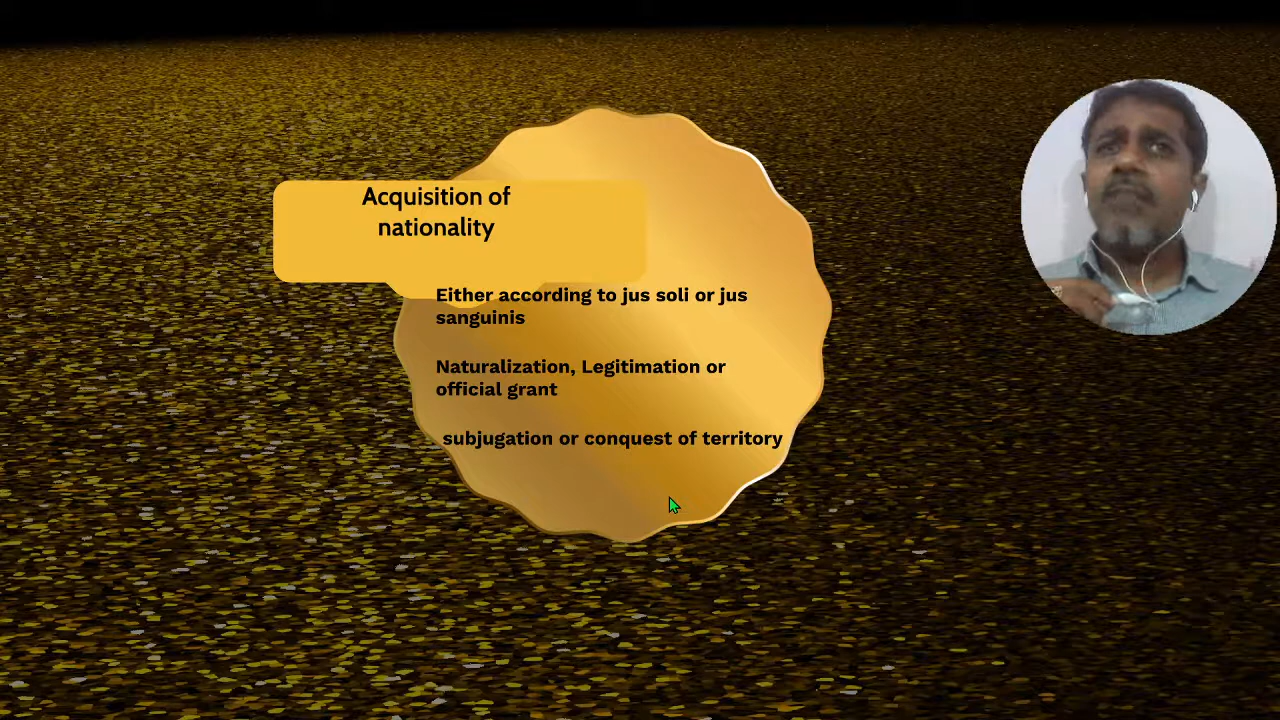 Acquisition of
nationality
Either according to jus soli or jus
sanguinis
Naturalization, Legitimation or
official grant
subjugation or conquest of territory